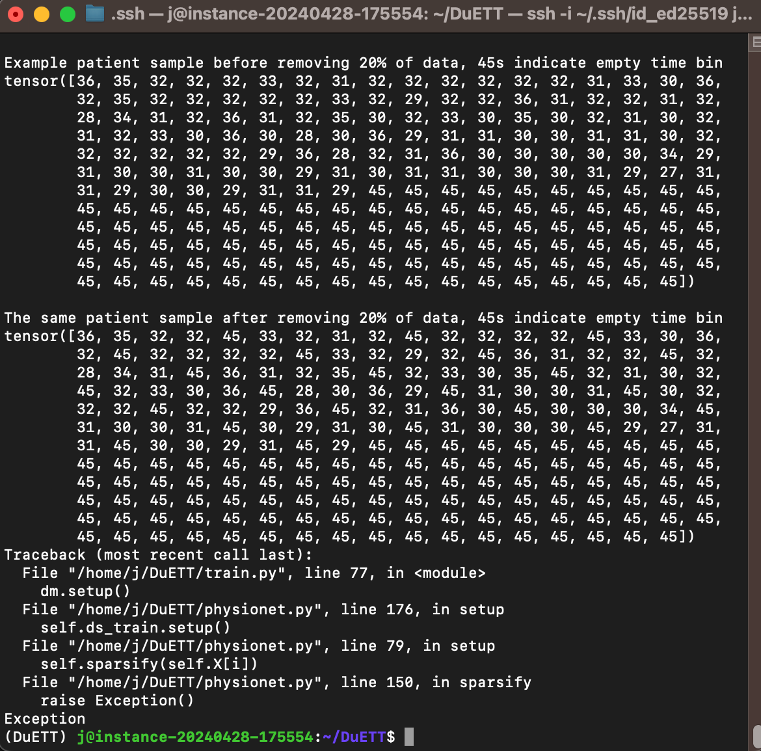 .ssh — j@instance-20240428-175554: ~/DuETT — ssh -i ~/.ssh/id_ed25519 j...
Example patient sample before removing 20% of data, 45s indicate empty time bin
tensor([36, 35, 32, 32, 32, 33, 32, 31, 32, 32, 32, 32, 32, 32, 31, 33, 30, 36,
32, 35, 32, 32, 32, 32, 32, 33, 32, 29, 32, 32, 36, 31, 32, 32, 31, 32,
28, 34, 31, 32, 36, 31, 32, 35, 30, 32, 33, 30, 35, 30, 32, 31, 30, 32,
31, 32, 33, 30, 36, 30, 28, 30, 36, 29, 31, 31, 30, 30, 31, 31, 30, 32,
32, 32, 32, 32, 32, 29, 36, 28, 32, 31, 36, 30, 30, 30, 30, 30, 34, 29,
31, 30, 30, 31, 30, 30, 29, 31, 30, 31, 31, 30, 30, 30, 31, 29, 27, 31,
31, 29, 30, 30, 29, 31, 31, 29, 45, 45, 45, 45, 45, 45, 45, 45, 45, 45,
45, 45, 45, 45, 45, 45, 45, 45, 45, 45, 45, 45, 45, 45, 45, 45, 45, 45,
45, 45, 45, 45, 45, 45, 45, 45, 45, 45, 45, 45, 45, 45, 45, 45, 45, 45,
45, 45, 45, 45, 45, 45, 45, 45, 45, 45, 45, 45, 45, 45, 45, 45, 45, 45,
45, 45, 45, 45, 45, 45, 45, 45, 45, 45, 45, 45, 45, 45, 45, 45, 45, 45,
45, 45, 45, 45, 45, 45, 45, 45, 45, 45, 45, 45, 45, 45, 45, 45, 45])
The same patient sample after removing 20% of data, 45s indicate empty time bin
tensor([36, 35, 32, 32, 45, 33, 32, 31, 32, 45, 32, 32, 32, 32, 45, 33, 30, 36,
32, 45, 32, 32, 32, 32, 45, 33, 32, 29, 32, 45, 36, 31, 32, 32, 45, 32,
28, 34, 31, 45, 36, 31, 32, 35, 45, 32, 33, 30, 35, 45, 32, 31, 30, 32,
45, 32, 33, 30, 36, 45, 28, 30, 36, 29, 45, 31, 30, 30, 31, 45, 30, 32,
32, 32, 45, 32, 32, 29, 36, 45, 32, 31, 36, 30, 45, 30, 30, 30, 34, 45,
31, 30, 30, 31, 45, 30, 29, 31, 30, 45, 31, 30, 30, 30, 45, 29, 27, 31,
31, 45, 30, 30, 29, 31, 45, 29, 45, 45, 45, 45, 45, 45, 45, 45, 45, 45,
45, 45, 45, 45, 45, 45, 45, 45, 45, 45, 45, 45, 45, 45, 45, 45, 45, 45,
45, 45, 45, 45, 45, 45, 45, 45, 45, 45, 45, 45, 45, 45, 45, 45, 45, 45,
45, 45, 45, 45, 45, 45, 45, 45, 45, 45, 45, 45, 45, 45, 45, 45, 45, 45,
45, 45, 45, 45, 45, 45, 45, 45, 45, 45, 45, 45, 45, 45, 45, 45, 45, 45,
45, 45, 45, 45, 45, 45, 45, 45, 45, 45, 45, 45, 45, 45, 45, 45, 45])
Traceback (most recent call last):
File "/home/j/DuETT/train.py", line 77, in <module>
dm.setup()
File "/home/j/DuETT/physionet.py", line 176, in setup
self.ds_train.setup()
File "/home/j/DuETT/physionet.py", line 79, in setup
self.sparsify(self.X[i])
File "/home/j/DuETT/physionet.py", line 150, in sparsify
raise Exception()
Exception
(DuETT) j@instance-20240428-175554:~/DuETT$